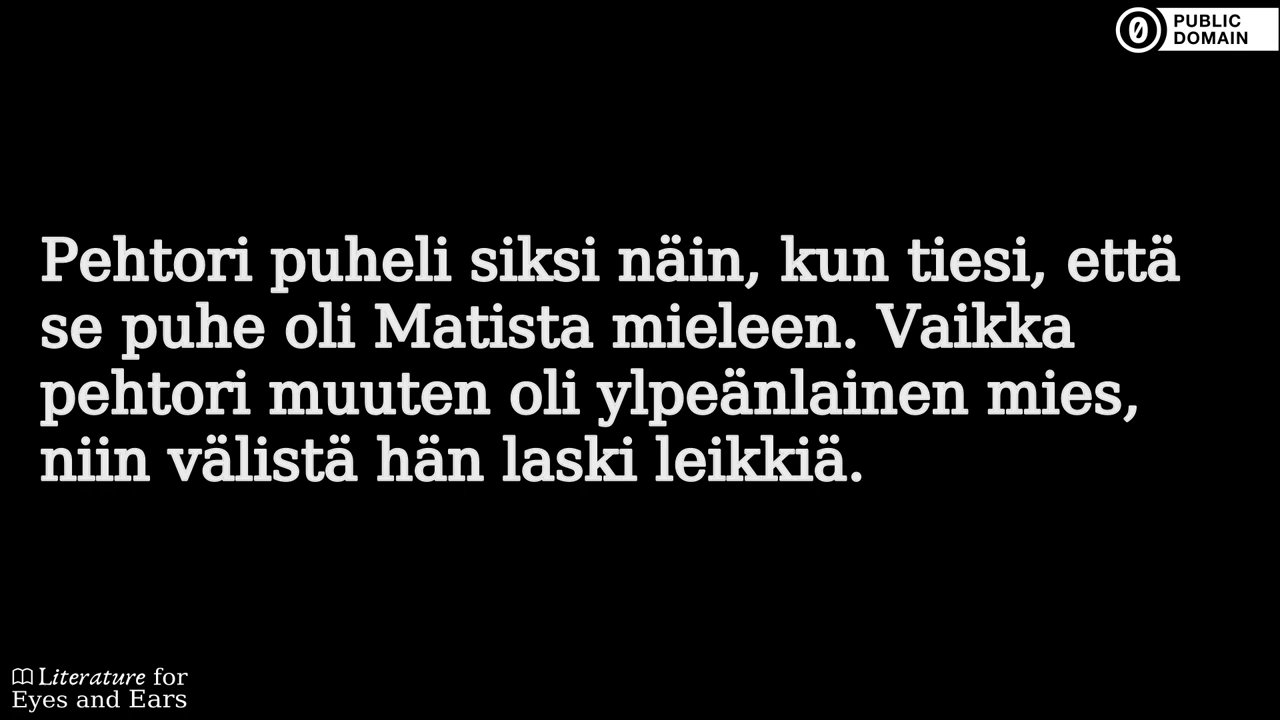 PUBLIC
DOMAIN
Pehtori puheli siksi näin, kun tiesi, että
se puhe oli Matista mieleen. Vaikka
pehtori muuten oli ylpeänlainen mies,
niin välistä hän laski leikkiä.
Literature for
Eyes and Ears